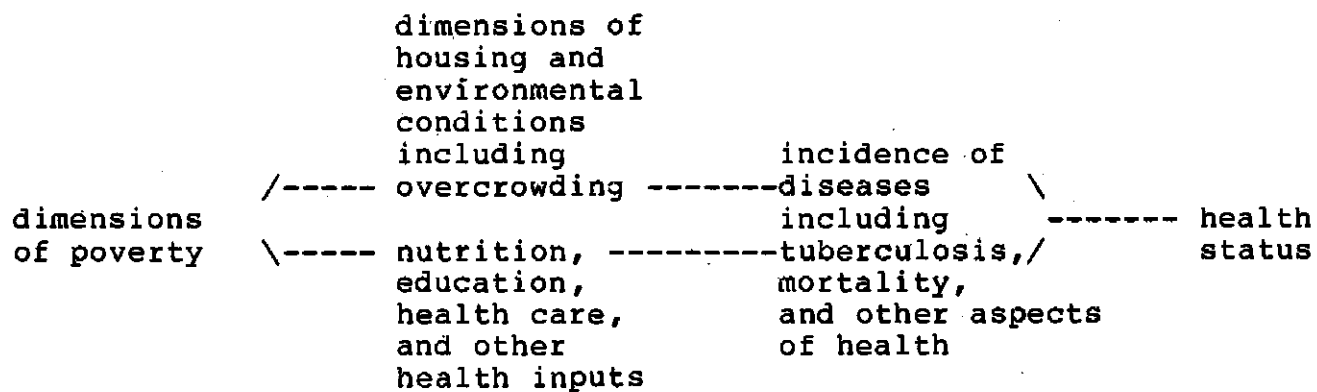 dimensions of
housing and
environmental
conditions
including incidence of
/----- overcrowding -------diseases \
dimensions including ------- health
of poverty \----- nutrition, ---------tuberculosis,/ status
education, mortality,
health care, and other aspects
and other of health
health inputs